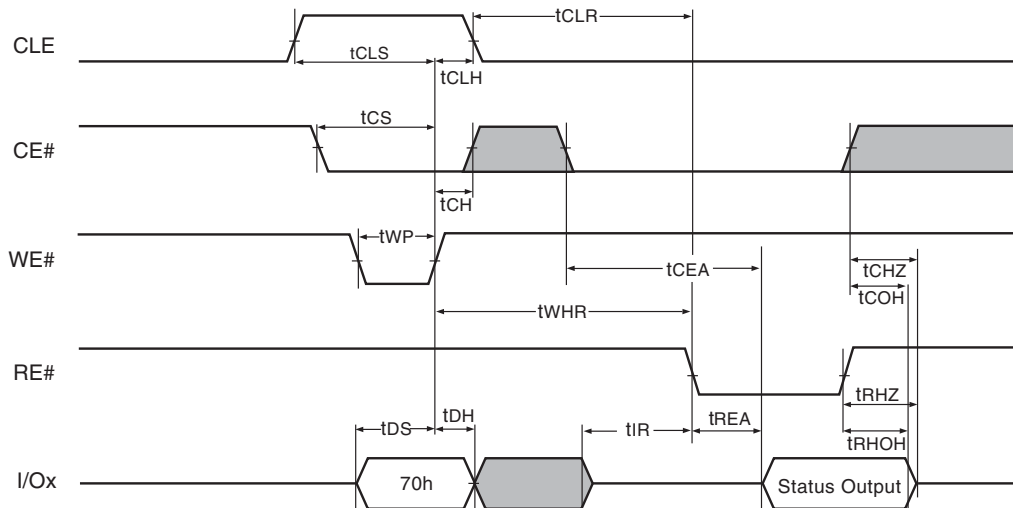 tCLR
CLE
tCLS
tCLH
tCS
CE#
tCH
tWP
WE#
tCEA
tCHZ
tCOH
tWHR
RE#
tRHZ
tDS
tDH
tIR
tREA
tRHOH
I/Ox
70h
Status Output